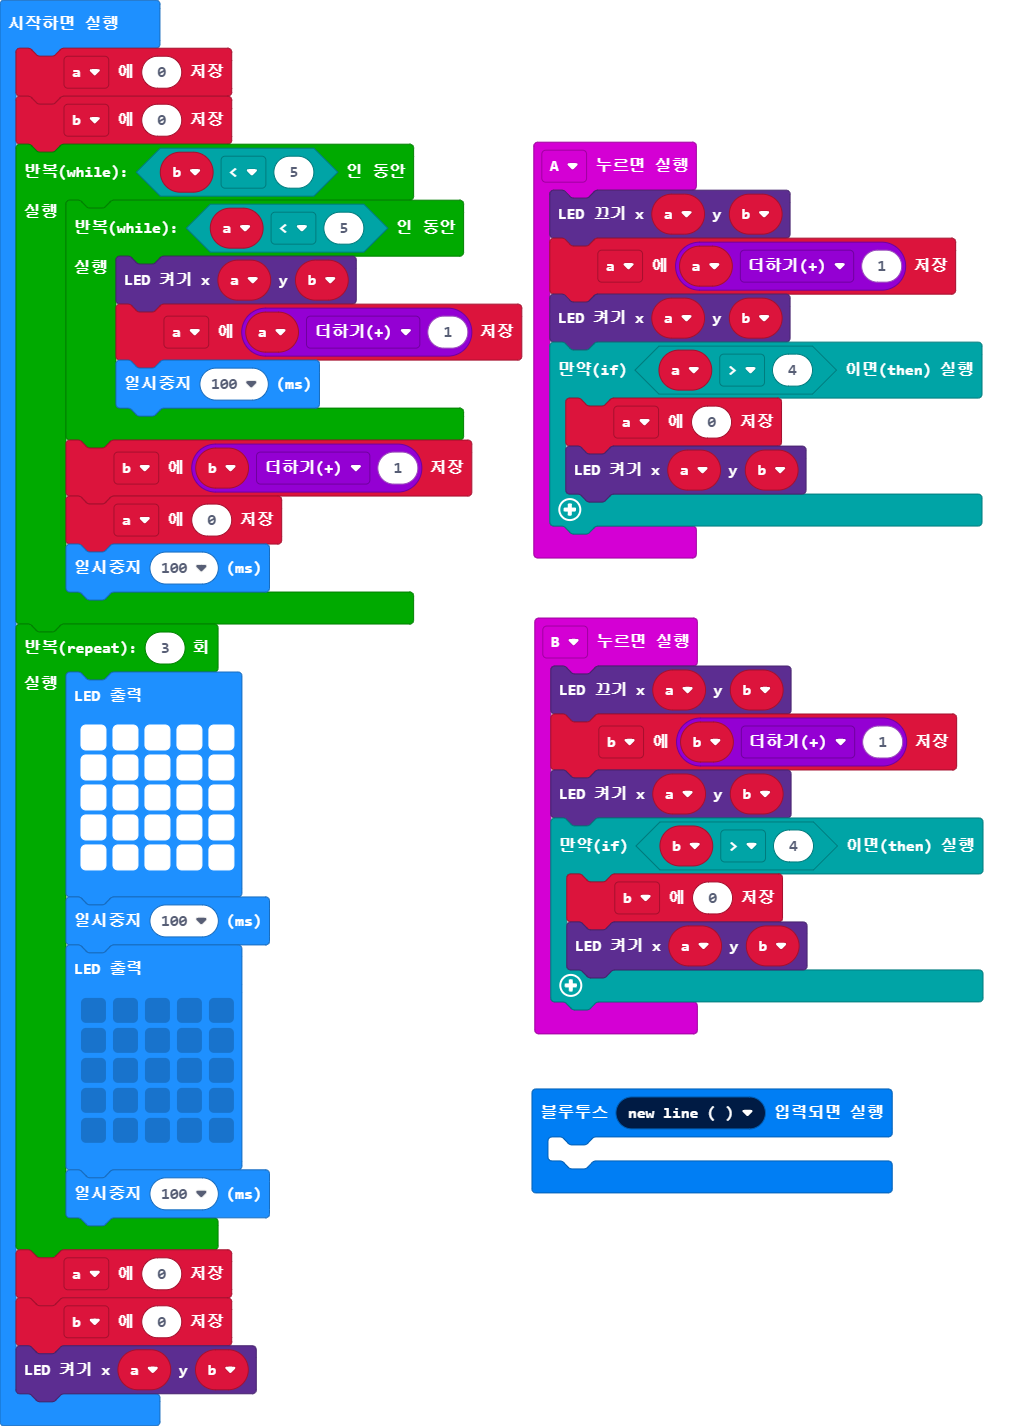 시작하면 실행
a 에 0 저장
b 에 0 저장
반복(while): b < 5 인 동안
실행
반복(while): a < 5 인 동안
실행
LED 켜기 x a y b
a 에 a 더하기(+) 1 저장
일시중지 100 (ms)
b 에 b 더하기(+) 1 저장
a 에 0 저장
일시중지 100 (ms)
반복(repeat): 3 회
실행
LED 출력
일시중지 100 (ms)
LED 출력
일시중지 100 (ms)
a 에 0 저장
b 에 0 저장
LED 켜기 x a y b
A 누르면 실행
LED 끄기 x a y b
a 에 a 더하기(+) 1 저장
LED 켜기 x a y b
만약(if) a > 4 이면(then) 실행
a 에 0 저장
LED 켜기 x a y b
B 누르면 실행
LED 끄기 x a y b
b 에 b 더하기(+) 1 저장
LED 켜기 x a y b
만약(if) b > 4 이면(then) 실행
b 에 0 저장
LED 켜기 x a y b
블루투스 new line ( ) 입력되면 실행